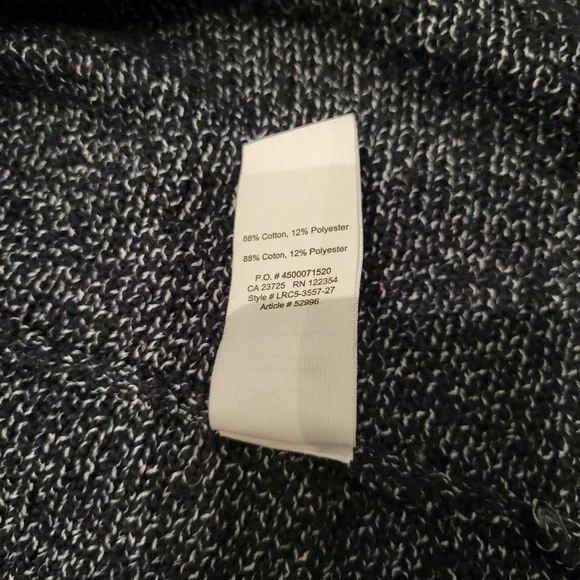 88% Cotton, 12% Polyester
88% Coton, 12% Polyester
P.O. # 4500071520
CA 23725 RN 122354
Style # LRC5-3557-27
Article # 52996